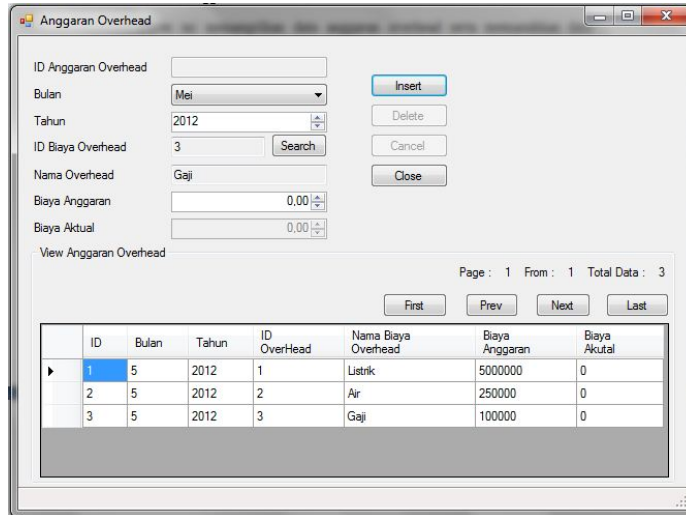 Anggaran Overhead
ID Anggaran Overhead
Insert
Bulan Mei
Delete
Tahun 2012
ID Biaya Overhead 3 Search Cancel
Nama Overhead Gaji Close
Biaya Anggaran 0,00
Biaya Aktual 0,00
View Anggaran Overhead
Page : 1 From : 1 Total Data : 3
First Prev Next Last
ID Bulan Tahun ID OverHead Nama Biaya Overhead Biaya Anggaran Biaya Akutal
1 5 2012 1 Listrik 5000000 0
2 5 2012 2 Air 250000 0
3 5 2012 3 Gaji 100000 0